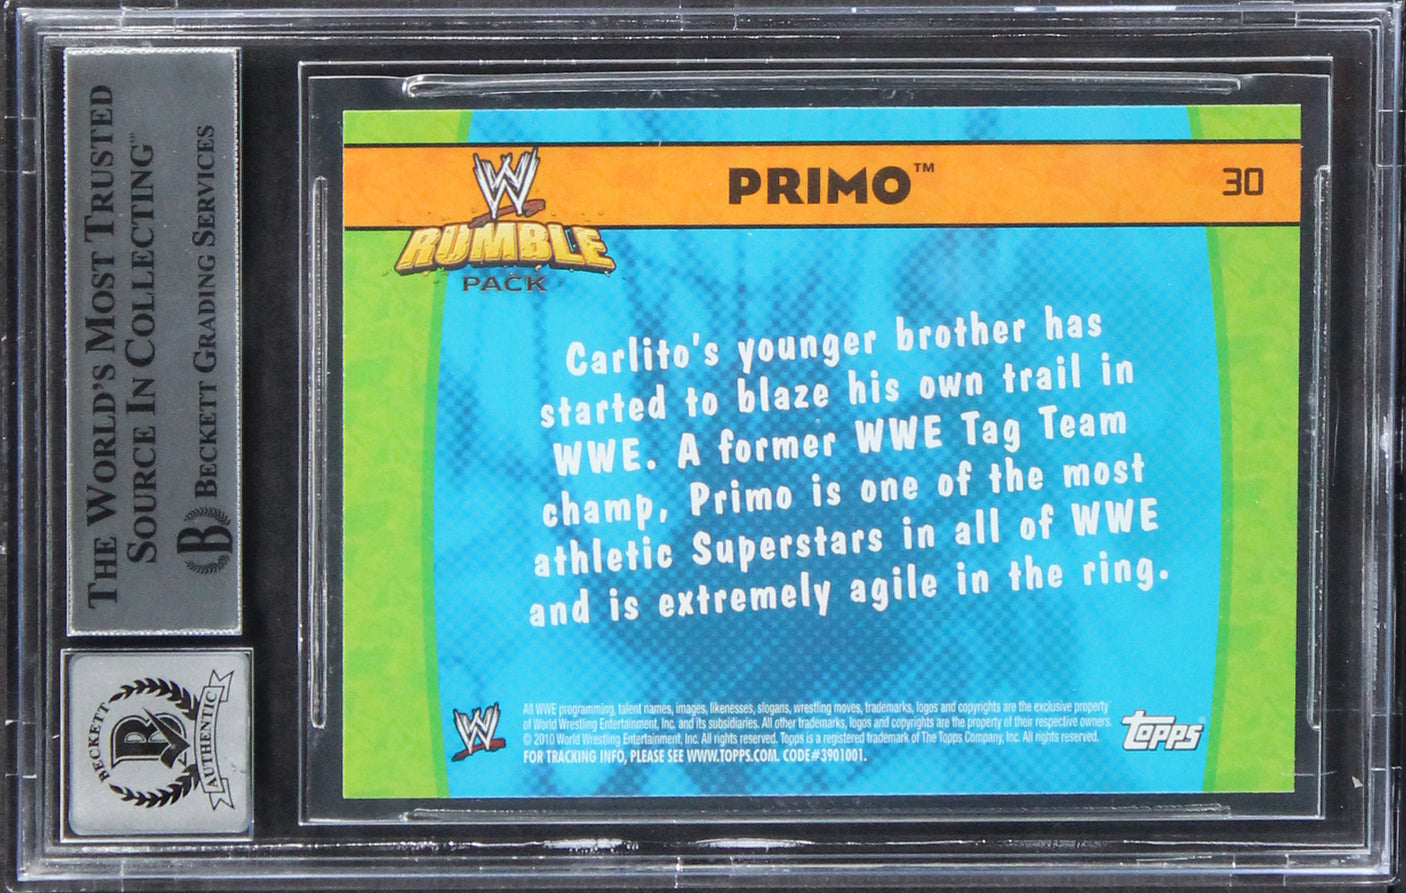 THE WORLD'S MOST TRUSTED
SOURCE IN COLLECTING™
BECKETT GRADING SERVICES
B
BECKETT
B
AUTHENTIC
W
RUMBLE
PACK
PRIMO™
30
Carlito's younger brother has
started to blaze his own trail in
WWE. A former WWE Tag Team
champ, Primo is one of the most
athletic Superstars in all of WWE
and is extremely agile in the ring.
W
All WWE programming, talent names, images, likenesses, slogans, wrestling moves, trademarks, logos and copyrights are the exclusive property
of World Wrestling Entertainment, Inc. and its subsidiaries. All other trademarks, logos and copyrights are the property of their respective owners.
© 2010 World Wrestling Entertainment, Inc. All rights reserved. Topps is a registered trademark of The Topps Company, Inc. All rights reserved.
FOR TRACKING INFO, PLEASE SEE WWW.TOPPS.COM. CODE#3901001.
topps®